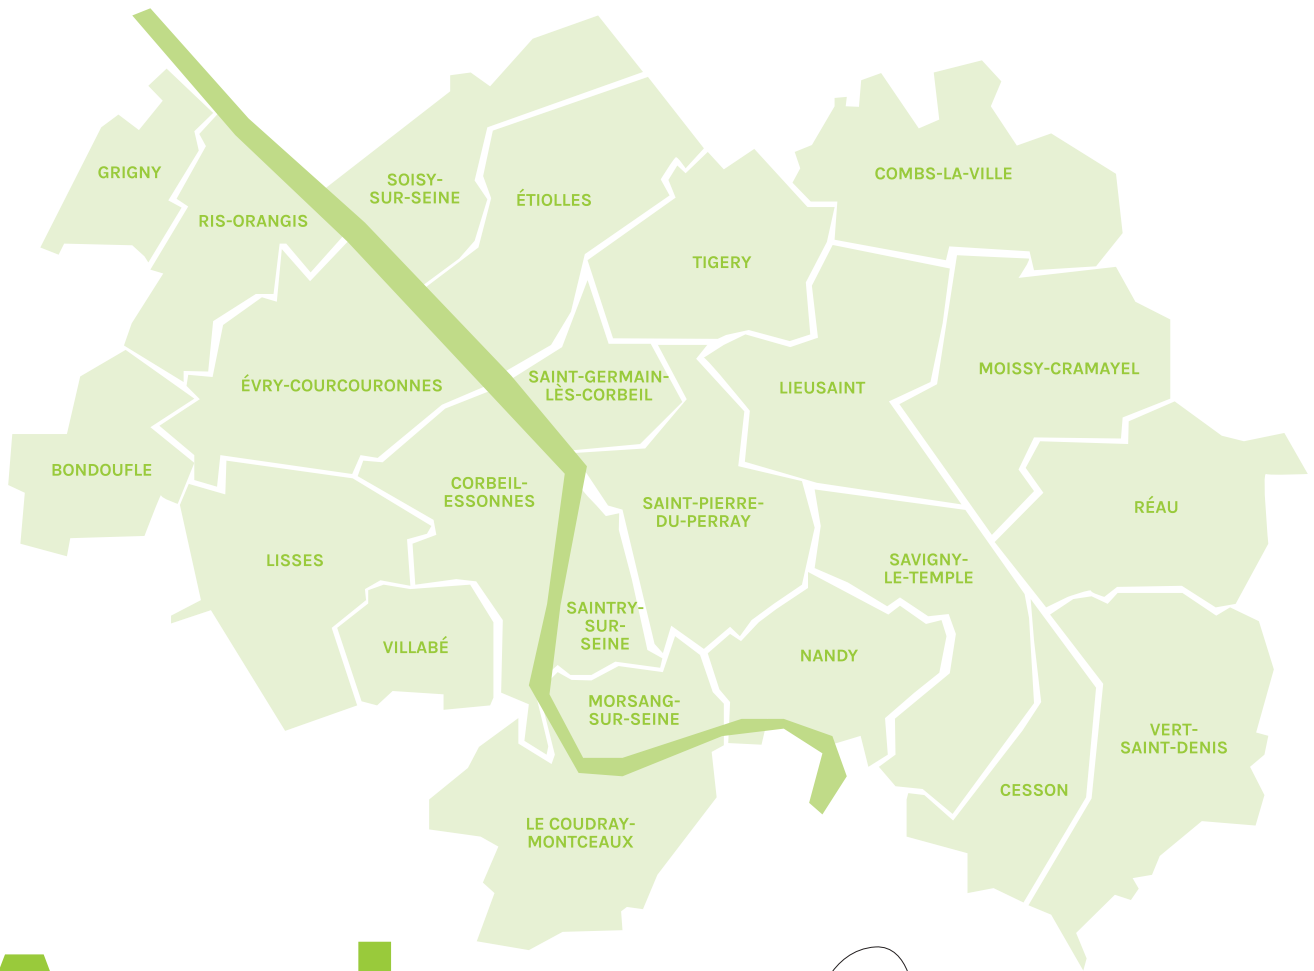 GRIGNY
SOISY-
SUR-SEINE
ÉTIOLLES
COMBS-LA-VILLE
RIS-ORANGIS
TIGERY
ÉVRY-COURCOURONNES
SAINT-GERMAIN-
LÈS-CORBEIL
LIEUSAINT
MOISSY-CRAMAYEL
BONDOUFLE
CORBEIL-
ESSONNES
SAINT-PIERRE-
DU-PERRAY
RÉAU
LISSES
SAVIGNY-
LE-TEMPLE
SAINTRY-
SUR-
SEINE
VILLABÉ
NANDY
MORSANG-
SUR-SEINE
VERT-
SAINT-DENIS
CESSON
LE COUDRAY-
MONTCEAUX